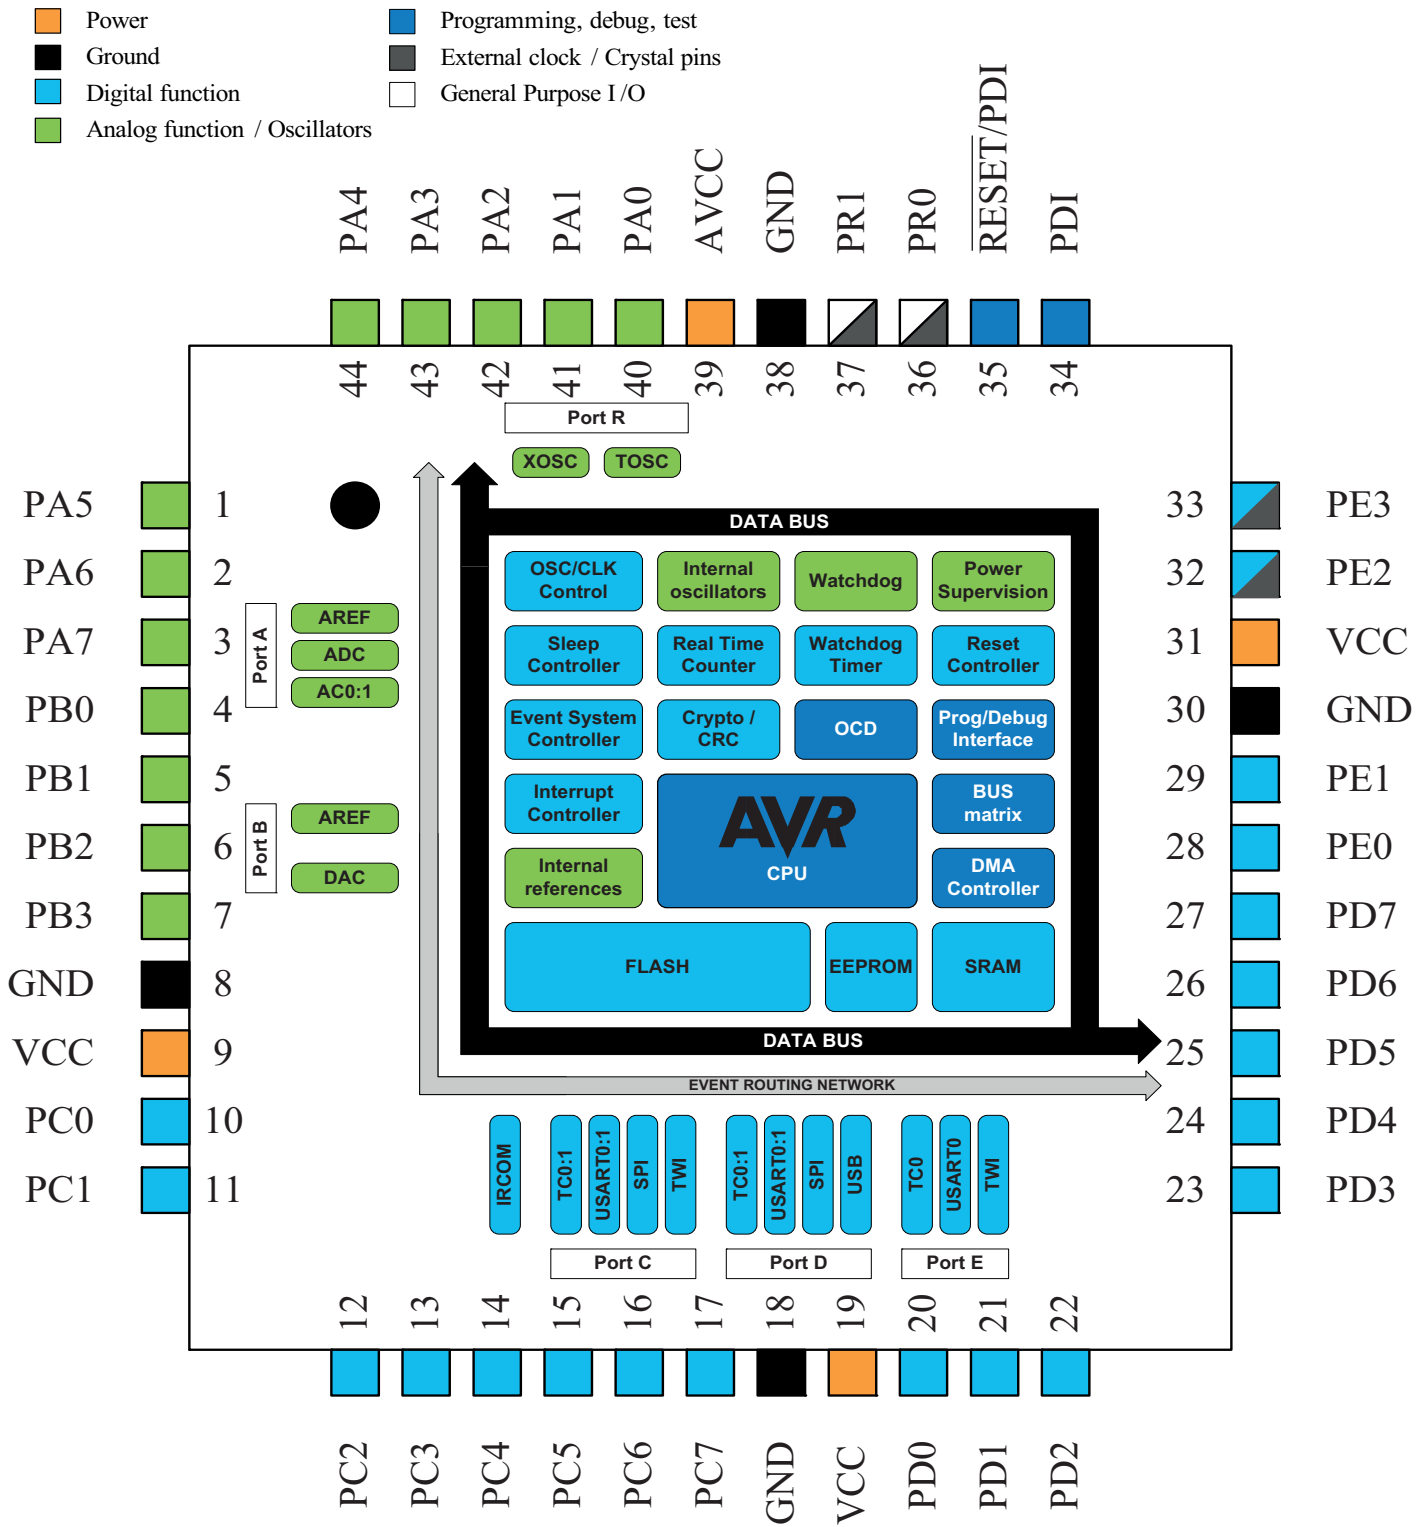 Power
Ground
Digital function
Analog function / Oscillators
Programming, debug, test
External clock / Crystal pins
General Purpose I /O
PA4
PA3
PA2
PA1
PA0
AVCC
GND
PR1
PR0
RESET/PDI
PDI
44
43
42
41
40
39
38
37
36
35
34
PA5
PA6
PA7
PB0
PB1
PB2
PB3
GND
VCC
PC0
PC1
1
2
3
4
5
6
7
8
9
10
11
Port R
XOSC
TOSC
Port A
AREF
ADC
AC0:1
Port B
AREF
DAC
DATA BUS
OSC/CLK
Control
Internal
oscillators
Watchdog
Power
Supervision
Sleep
Controller
Real Time
Counter
Watchdog
Timer
Reset
Controller
Event System
Controller
Crypto /
CRC
OCD
Prog/Debug
Interface
Interrupt
Controller
AVR
CPU
BUS
matrix
Internal
references
DMA
Controller
FLASH
EEPROM
SRAM
DATA BUS
EVENT ROUTING NETWORK
IRCOM
TC0:1
USART0:1
SPI
TWI
Port C
TC0:1
USART0:1
SPI
USB
Port D
TC0
USART0
TWI
Port E
33
32
31
30
29
28
27
26
25
24
23
PE3
PE2
VCC
GND
PE1
PE0
PD7
PD6
PD5
PD4
PD3
12
13
14
15
16
17
18
19
20
21
22
PC2
PC3
PC4
PC5
PC6
PC7
GND
VCC
PD0
PD1
PD2